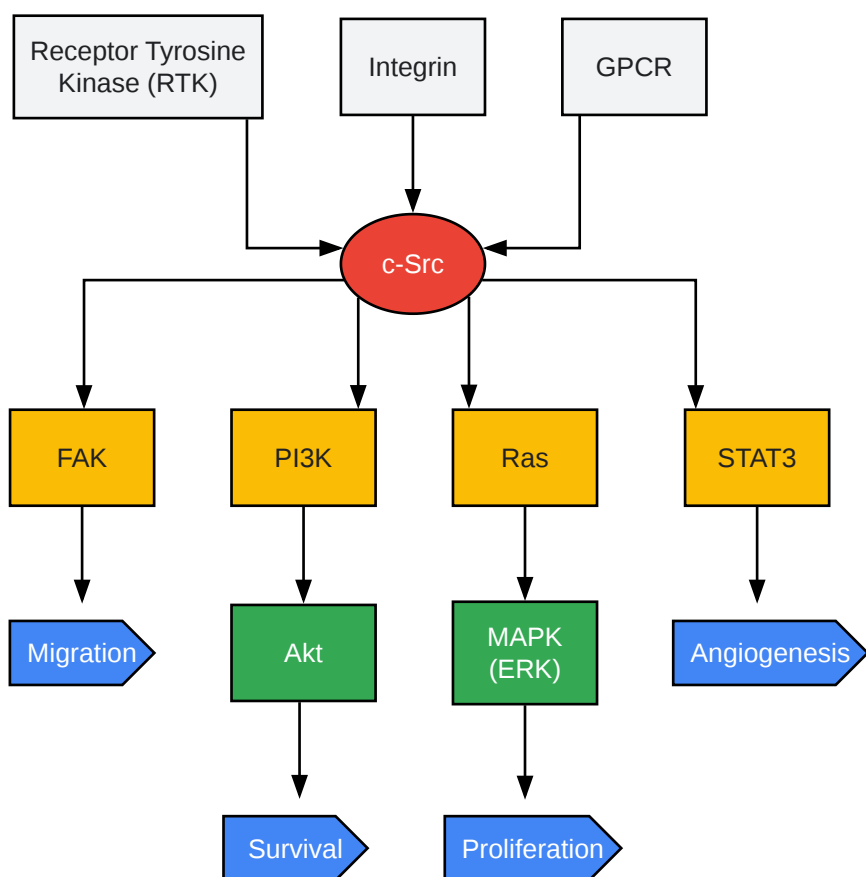 Receptor Tyrosine
Kinase (RTK)
Integrin
GPCR
c-Src
FAK
PI3K
Ras
STAT3
Migration
Akt
MAPK
(ERK)
Angiogenesis
Survival
Proliferation